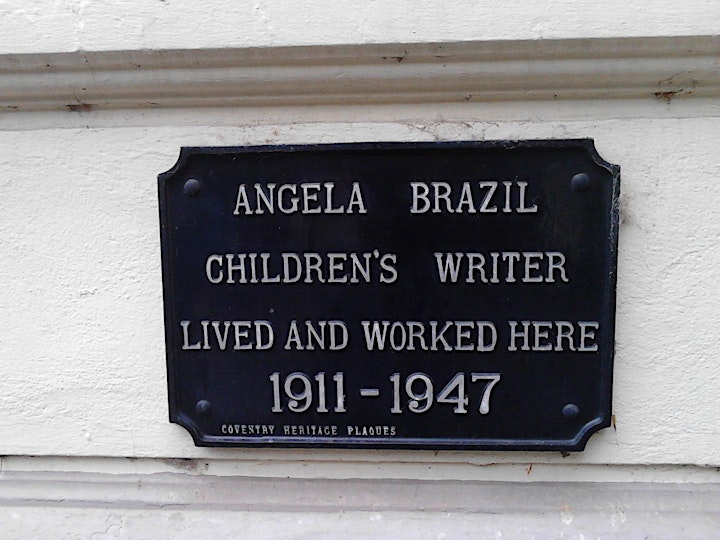 ANGELA BRAZIL
CHILDREN'S WRITER
LIVED AND WORKED HERE
1911 - 1947
COVENTRY HERITAGE PLAQUES